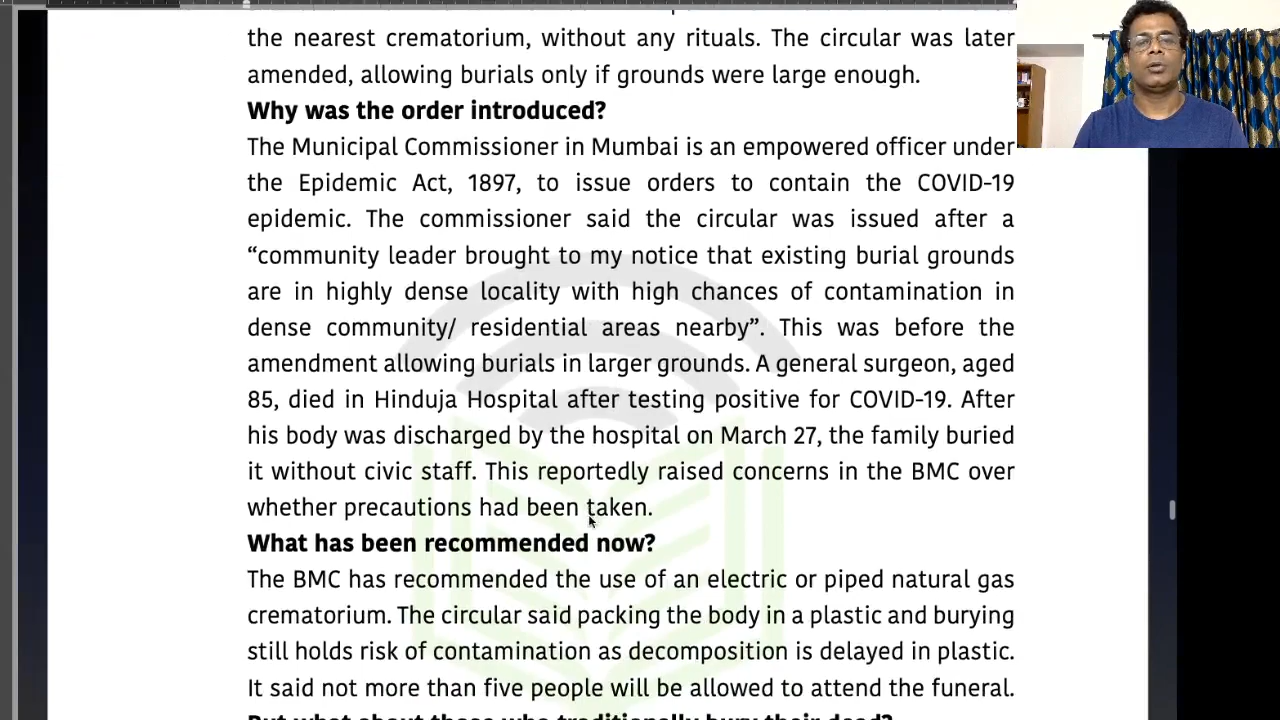 the nearest crematorium, without any rituals. The circular was later
amended, allowing burials only if grounds were large enough.
Why was the order introduced?
The Municipal Commissioner in Mumbai is an empowered officer under
the Epidemic Act, 1897, to issue orders to contain the COVID-19
epidemic. The commissioner said the circular was issued after a
“community leader brought to my notice that existing burial grounds
are in highly dense locality with high chances of contamination in
dense community/ residential areas nearby”. This was before the
amendment allowing burials in larger grounds. A general surgeon, aged
85, died in Hinduja Hospital after testing positive for COVID-19. After
his body was discharged by the hospital on March 27, the family buried
it without civic staff. This reportedly raised concerns in the BMC over
whether precautions had been taken.
What has been recommended now?
The BMC has recommended the use of an electric or piped natural gas
crematorium. The circular said packing the body in a plastic and burying
still holds risk of contamination as decomposition is delayed in plastic.
It said not more than five people will be allowed to attend the funeral.
But what about those who traditionally bury their dead?